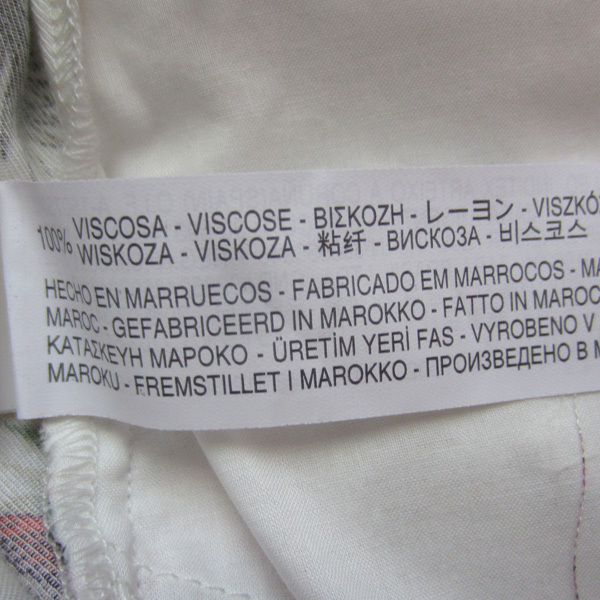 100% VISCOSA - VISCOSE - ΒΙΣΚΟΖΗ - レーヨン - VISZKÓ
WISKOZA - VISKOZA - 粘纤 - ВИСКОЗА - 비스코스
HECHO EN MARRUECOS - FABRICADO EM MARROCOS - MA
MAROC - GEFABRICEERD IN MAROKKO - FATTO IN MAROC
ΚΑΤΑΣΚΕΥΗ ΜΑΡΟΚΟ - ÜRETİM YERİ FAS - VYROBENO V
MAROKU - FREMSTILLET I MAROKKO - ПРОИЗВЕДЕНО В М